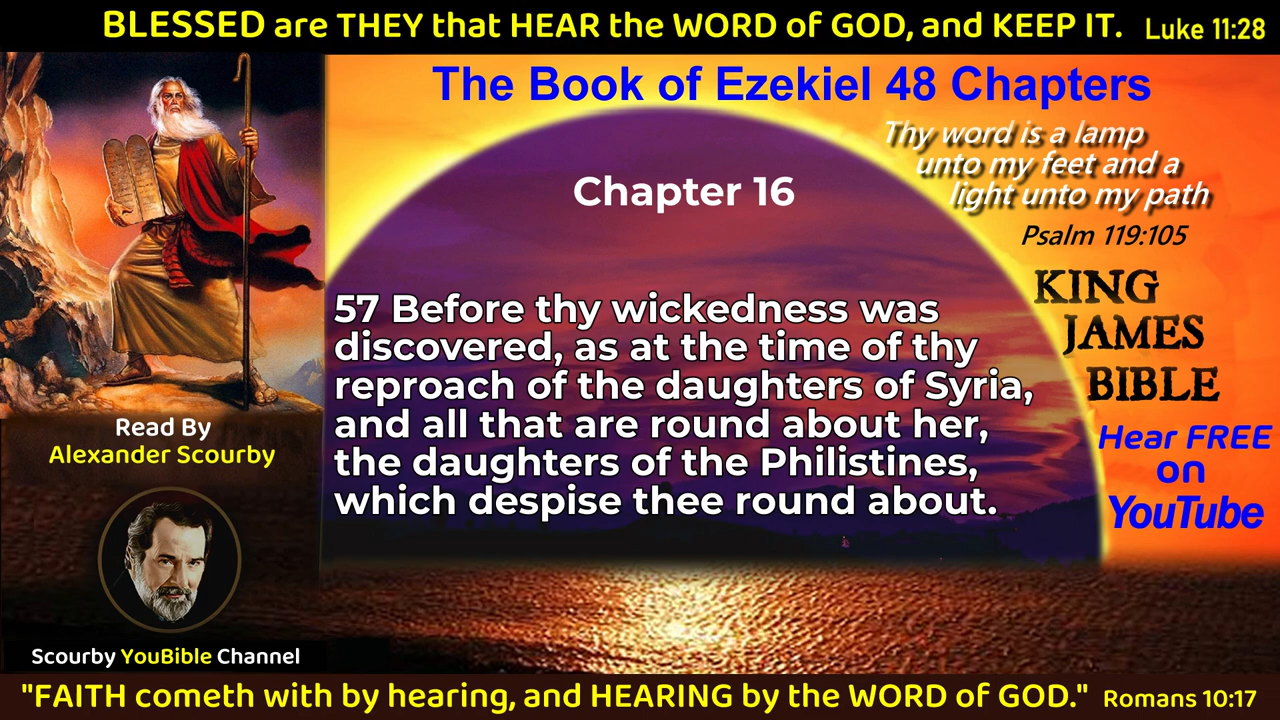 BLESSED are THEY that HEAR the WORD of GOD, and KEEP IT. Luke 11:28
The Book of Ezekiel 48 Chapters
Thy word is a lamp
unto my feet and a
light unto my path
Psalm 119:105
Chapter 16
KING
JAMES
BIBLE
57 Before thy wickedness was
discovered, as at the time of thy
reproach of the daughters of Syria,
and all that are round about her,
the daughters of the Philistines,
which despise thee round about.
Hear FREE
on
YouTube
Read By
Alexander Scourby
Scourby YouBible Channel
"FAITH cometh with by hearing, and HEARING by the WORD of GOD." Romans 10:17